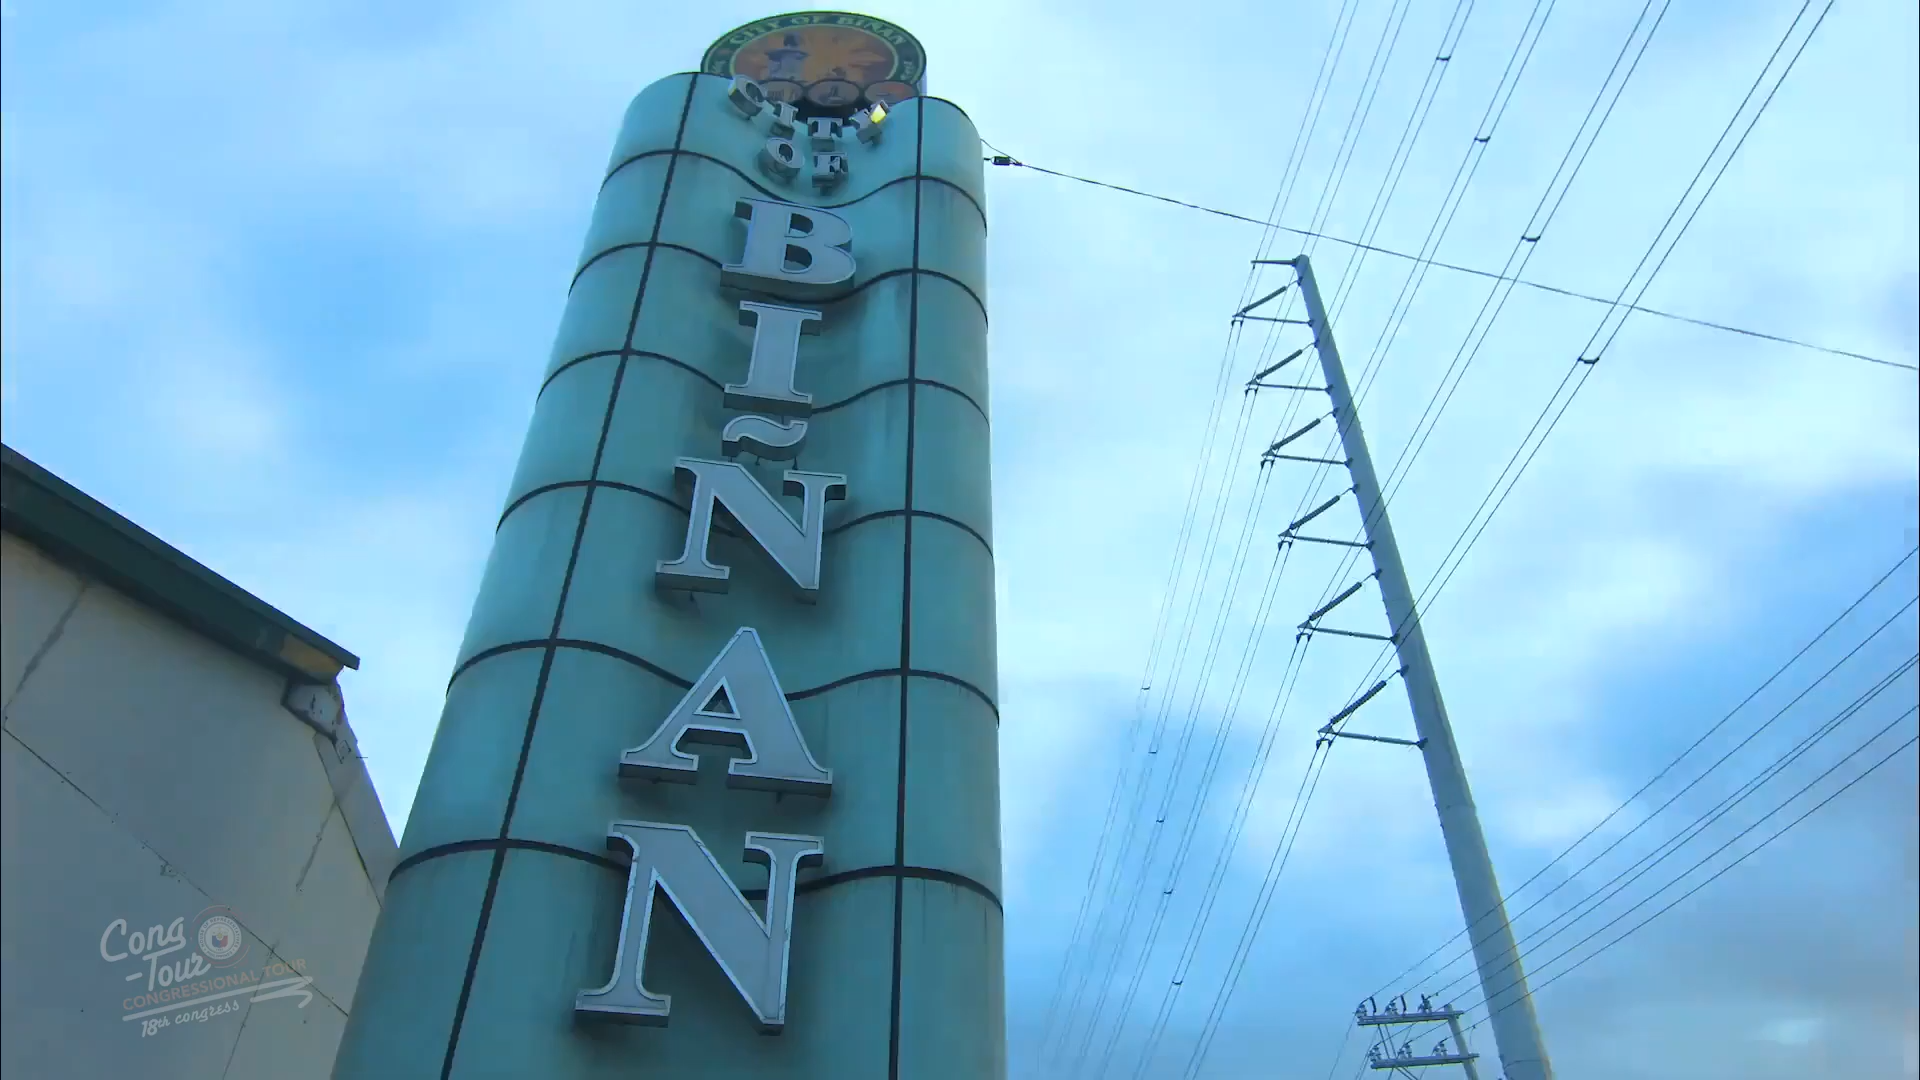 CITY OF BIÑAN
CITY
OF
BIÑAN
Cong
-Tour
CONGRESSIONAL TOUR
18th congress